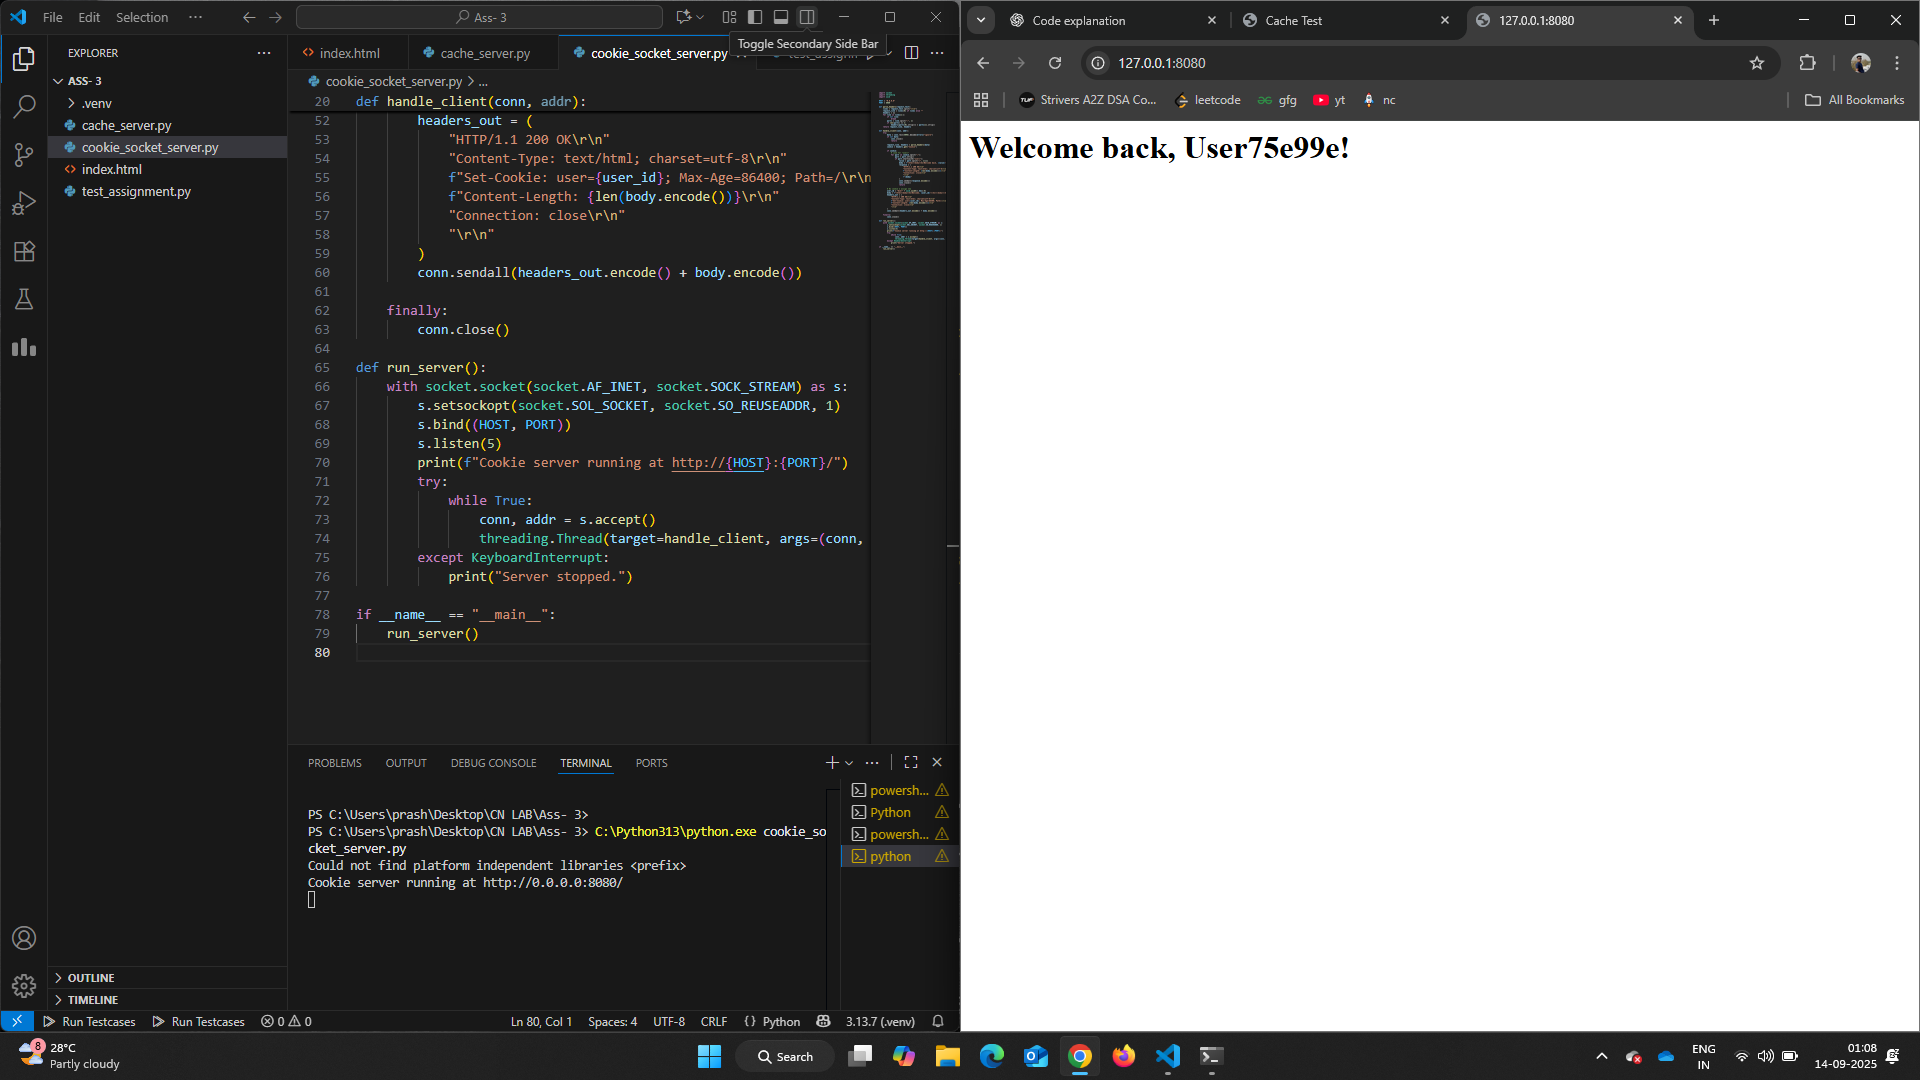 File Edit Selection ··· Ass- 3
Toggle Secondary Side Bar
EXPLORER
ASS- 3
.venv
cache_server.py
cookie_socket_server.py
index.html
test_assignment.py
OUTLINE
TIMELINE
index.html cache_server.py cookie_socket_server.py
cookie_socket_server.py > ...
20 def handle_client(conn, addr):
52 headers_out = (
53 "HTTP/1.1 200 OK\r\n"
54 "Content-Type: text/html; charset=utf-8\r\n"
55 f"Set-Cookie: user={user_id}; Max-Age=86400; Path=/\r\n
56 f"Content-Length: {len(body.encode())}\r\n"
57 "Connection: close\r\n"
58 "\r\n"
59 )
60 conn.sendall(headers_out.encode() + body.encode())
61
62 finally:
63 conn.close()
64
65 def run_server():
66 with socket.socket(socket.AF_INET, socket.SOCK_STREAM) as s:
67 s.setsockopt(socket.SOL_SOCKET, socket.SO_REUSEADDR, 1)
68 s.bind((HOST, PORT))
69 s.listen(5)
70 print(f"Cookie server running at http://{HOST}:{PORT}/")
71 try:
72 while True:
73 conn, addr = s.accept()
74 threading.Thread(target=handle_client, args=(conn,
75 except KeyboardInterrupt:
76 print("Server stopped.")
77
78 if __name__ == "__main__":
79 run_server()
80
PROBLEMS OUTPUT DEBUG CONSOLE TERMINAL PORTS
PS C:\Users\prash\Desktop\CN LAB\Ass- 3>
PS C:\Users\prash\Desktop\CN LAB\Ass- 3> C:\Python313\python.exe cookie_so
cket_server.py
Could not find platform independent libraries <prefix>
Cookie server running at http://0.0.0.0:8080/
powersh...
Python
powersh...
python
Run Testcases Run Testcases 0 0 Ln 80, Col 1 Spaces: 4 UTF-8 CRLF {} Python 3.13.7 (.venv)
Code explanation Cache Test 127.0.0.1:8080
127.0.0.1:8080
TUF Strivers A2Z DSA Co... leetcode gfg yt nc All Bookmarks
Welcome back, User75e99e!
8 28°C
Partly cloudy
Search
ENG
IN
01:08
14-09-2025